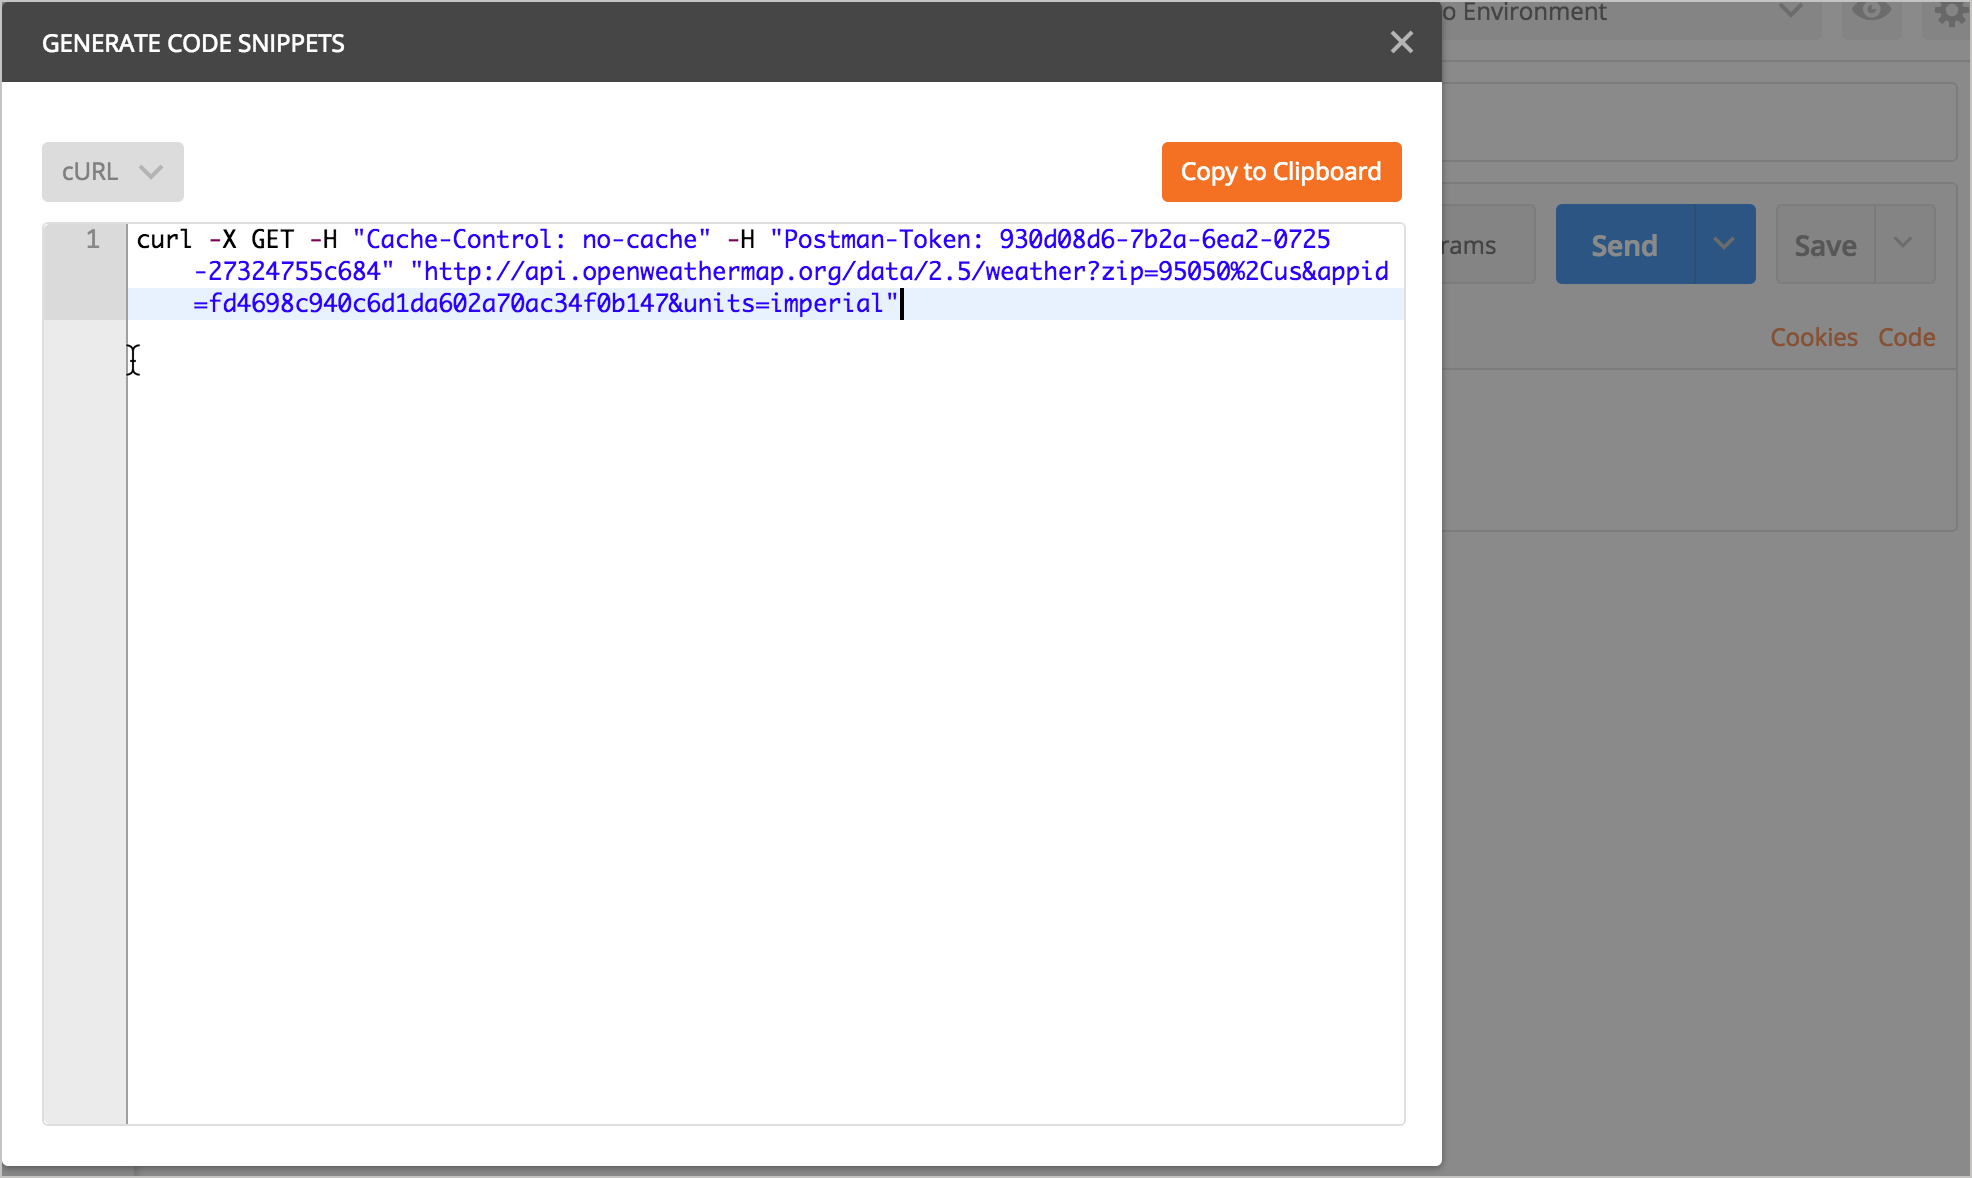 GENERATE CODE SNIPPETS
o Environment
cURL
Copy to Clipboard
1
curl -X GET -H "Cache-Control: no-cache" -H "Postman-Token: 930d08d6-7b2a-6ea2-0725
-27324755c684" "http://api.openweathermap.org/data/2.5/weather?zip=95050%2Cus&appid
=fd4698c940c6d1da602a70ac34f0b147&units=imperial"
rams
Send
Save
Cookies Code